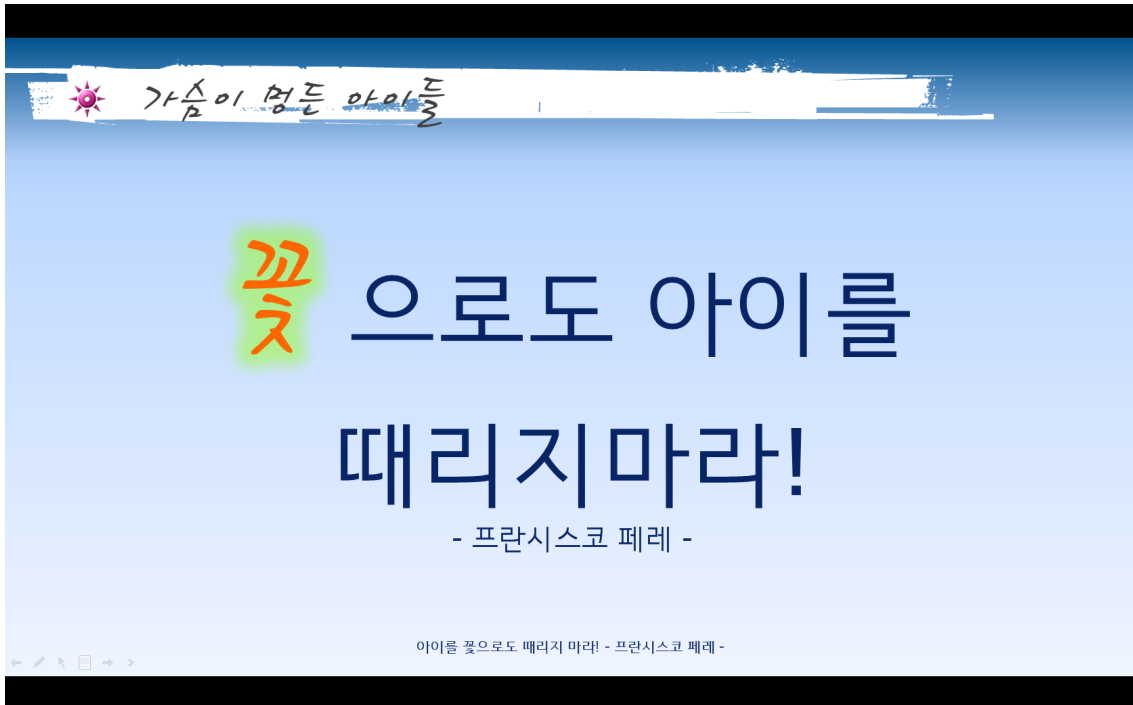 가슴이 멍든 아이들
꽃으로도 아이를
때리지마라!
- 프란시스코 페레 -
아이를 꽃으로도 때리지 마라! - 프란시스코 페레 -